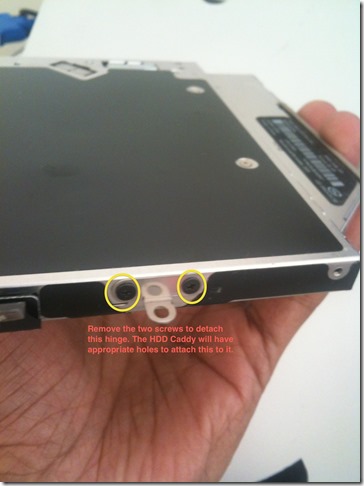 Remove the two screws to detach
this hinge. The HDD Caddy will have
appropriate holes to attach this to it.